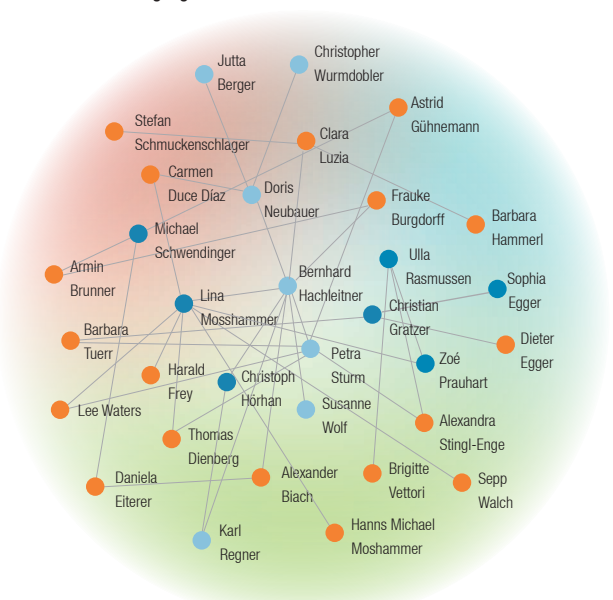 Jutta
Berger
Christopher
Wurmdobler
Astrid
Gühnemann
Stefan
Schmuckenschlager
Clara
Luzia
Carmen
Duce Díaz
Doris
Neubauer
Frauke
Burgdorff
Barbara
Hammerl
Michael
Schwendinger
Ulla
Rasmussen
Armin
Brunner
Bernhard
Hachleitner
Sophia
Egger
Lina
Mosshammer
Christian
Gratzer
Barbara
Tuerr
Dieter
Egger
Petra
Sturm
Zoé
Prauhart
Harald
Frey
Christoph
Hörhan
Lee Waters
Susanne
Wolf
Alexandra
Stingl-Enge
Thomas
Dienberg
Daniela
Eiterer
Alexander
Biach
Brigitte
Vettori
Sepp
Walch
Karl
Regner
Hanns Michael
Moshammer